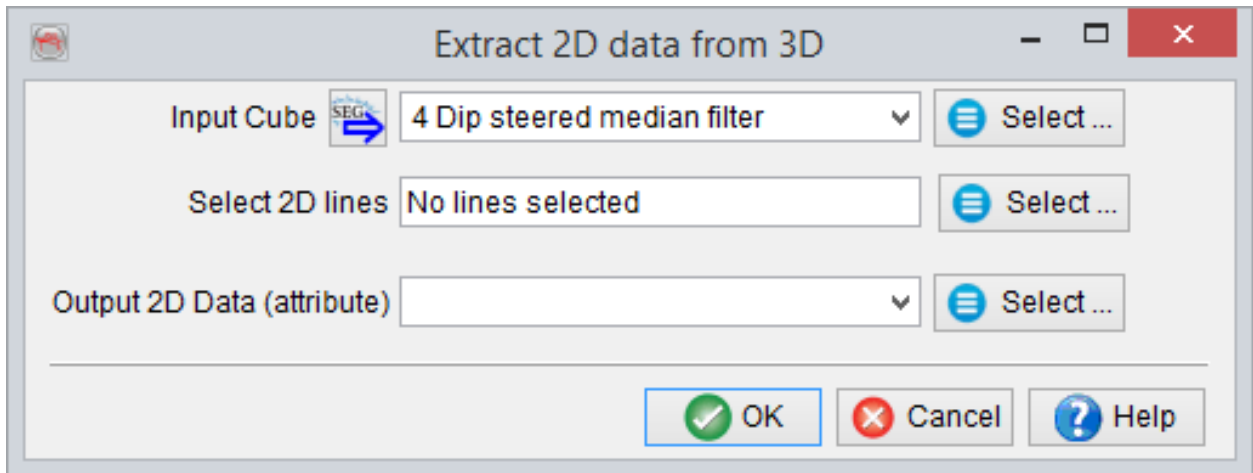 Extract 2D data from 3D
Input Cube SEG 4 Dip steered median filter Select ...
Select 2D lines No lines selected Select ...
Output 2D Data (attribute) Select ...
OK Cancel Help